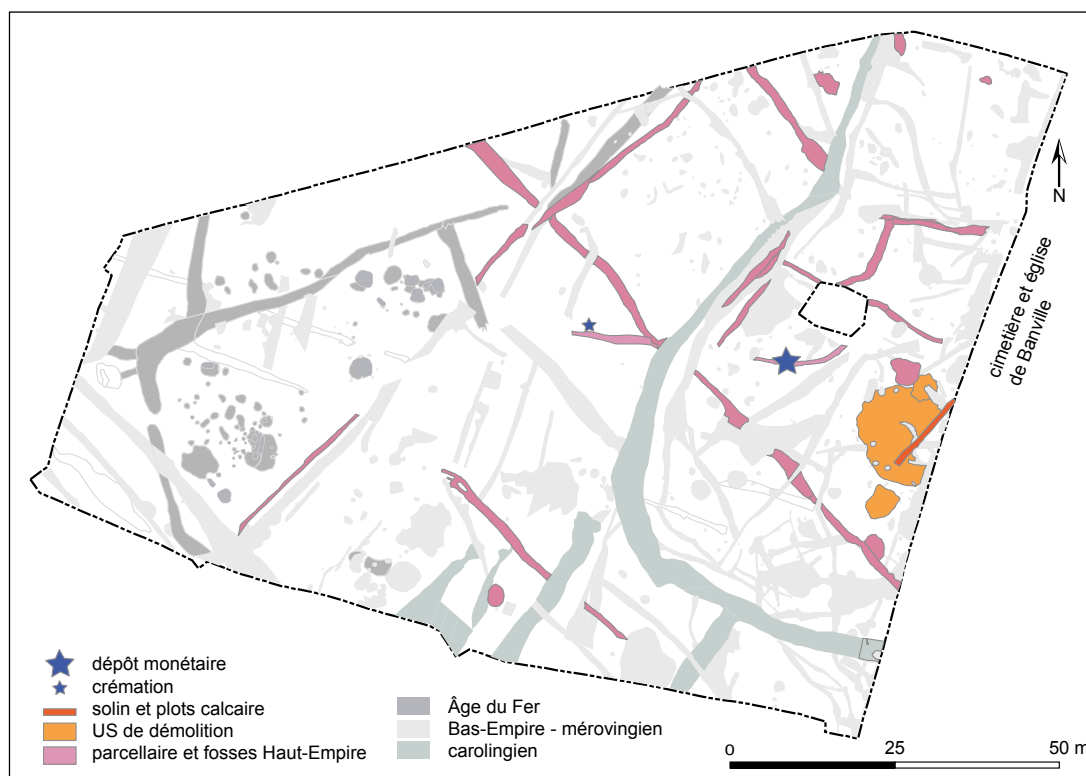 N
cimetière et église
de Banville
dépôt monétaire
crémation
solin et plots calcaire
US de démolition
parcellaire et fosses Haut-Empire
Âge du Fer
Bas-Empire - mérovingien
carolingien
0 25 50 m